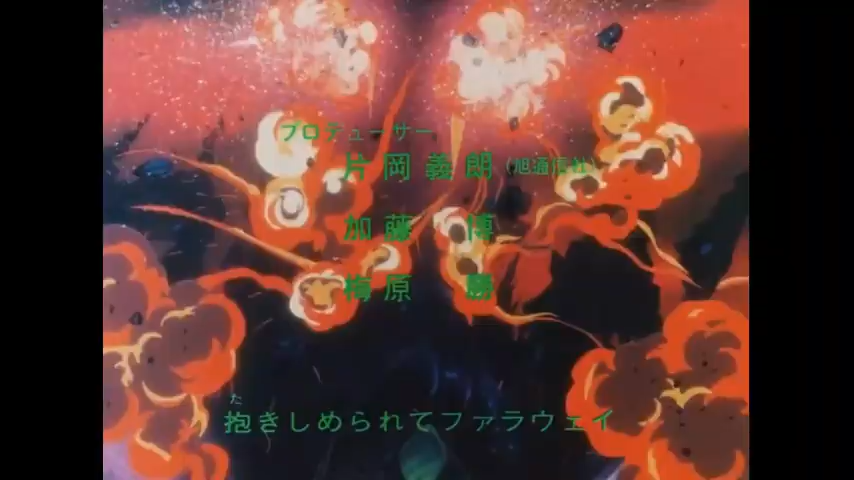 プロデューサー
片岡義朗(旭通信社)
加藤 博
梅原 勝
抱きしめられてファラウェイ